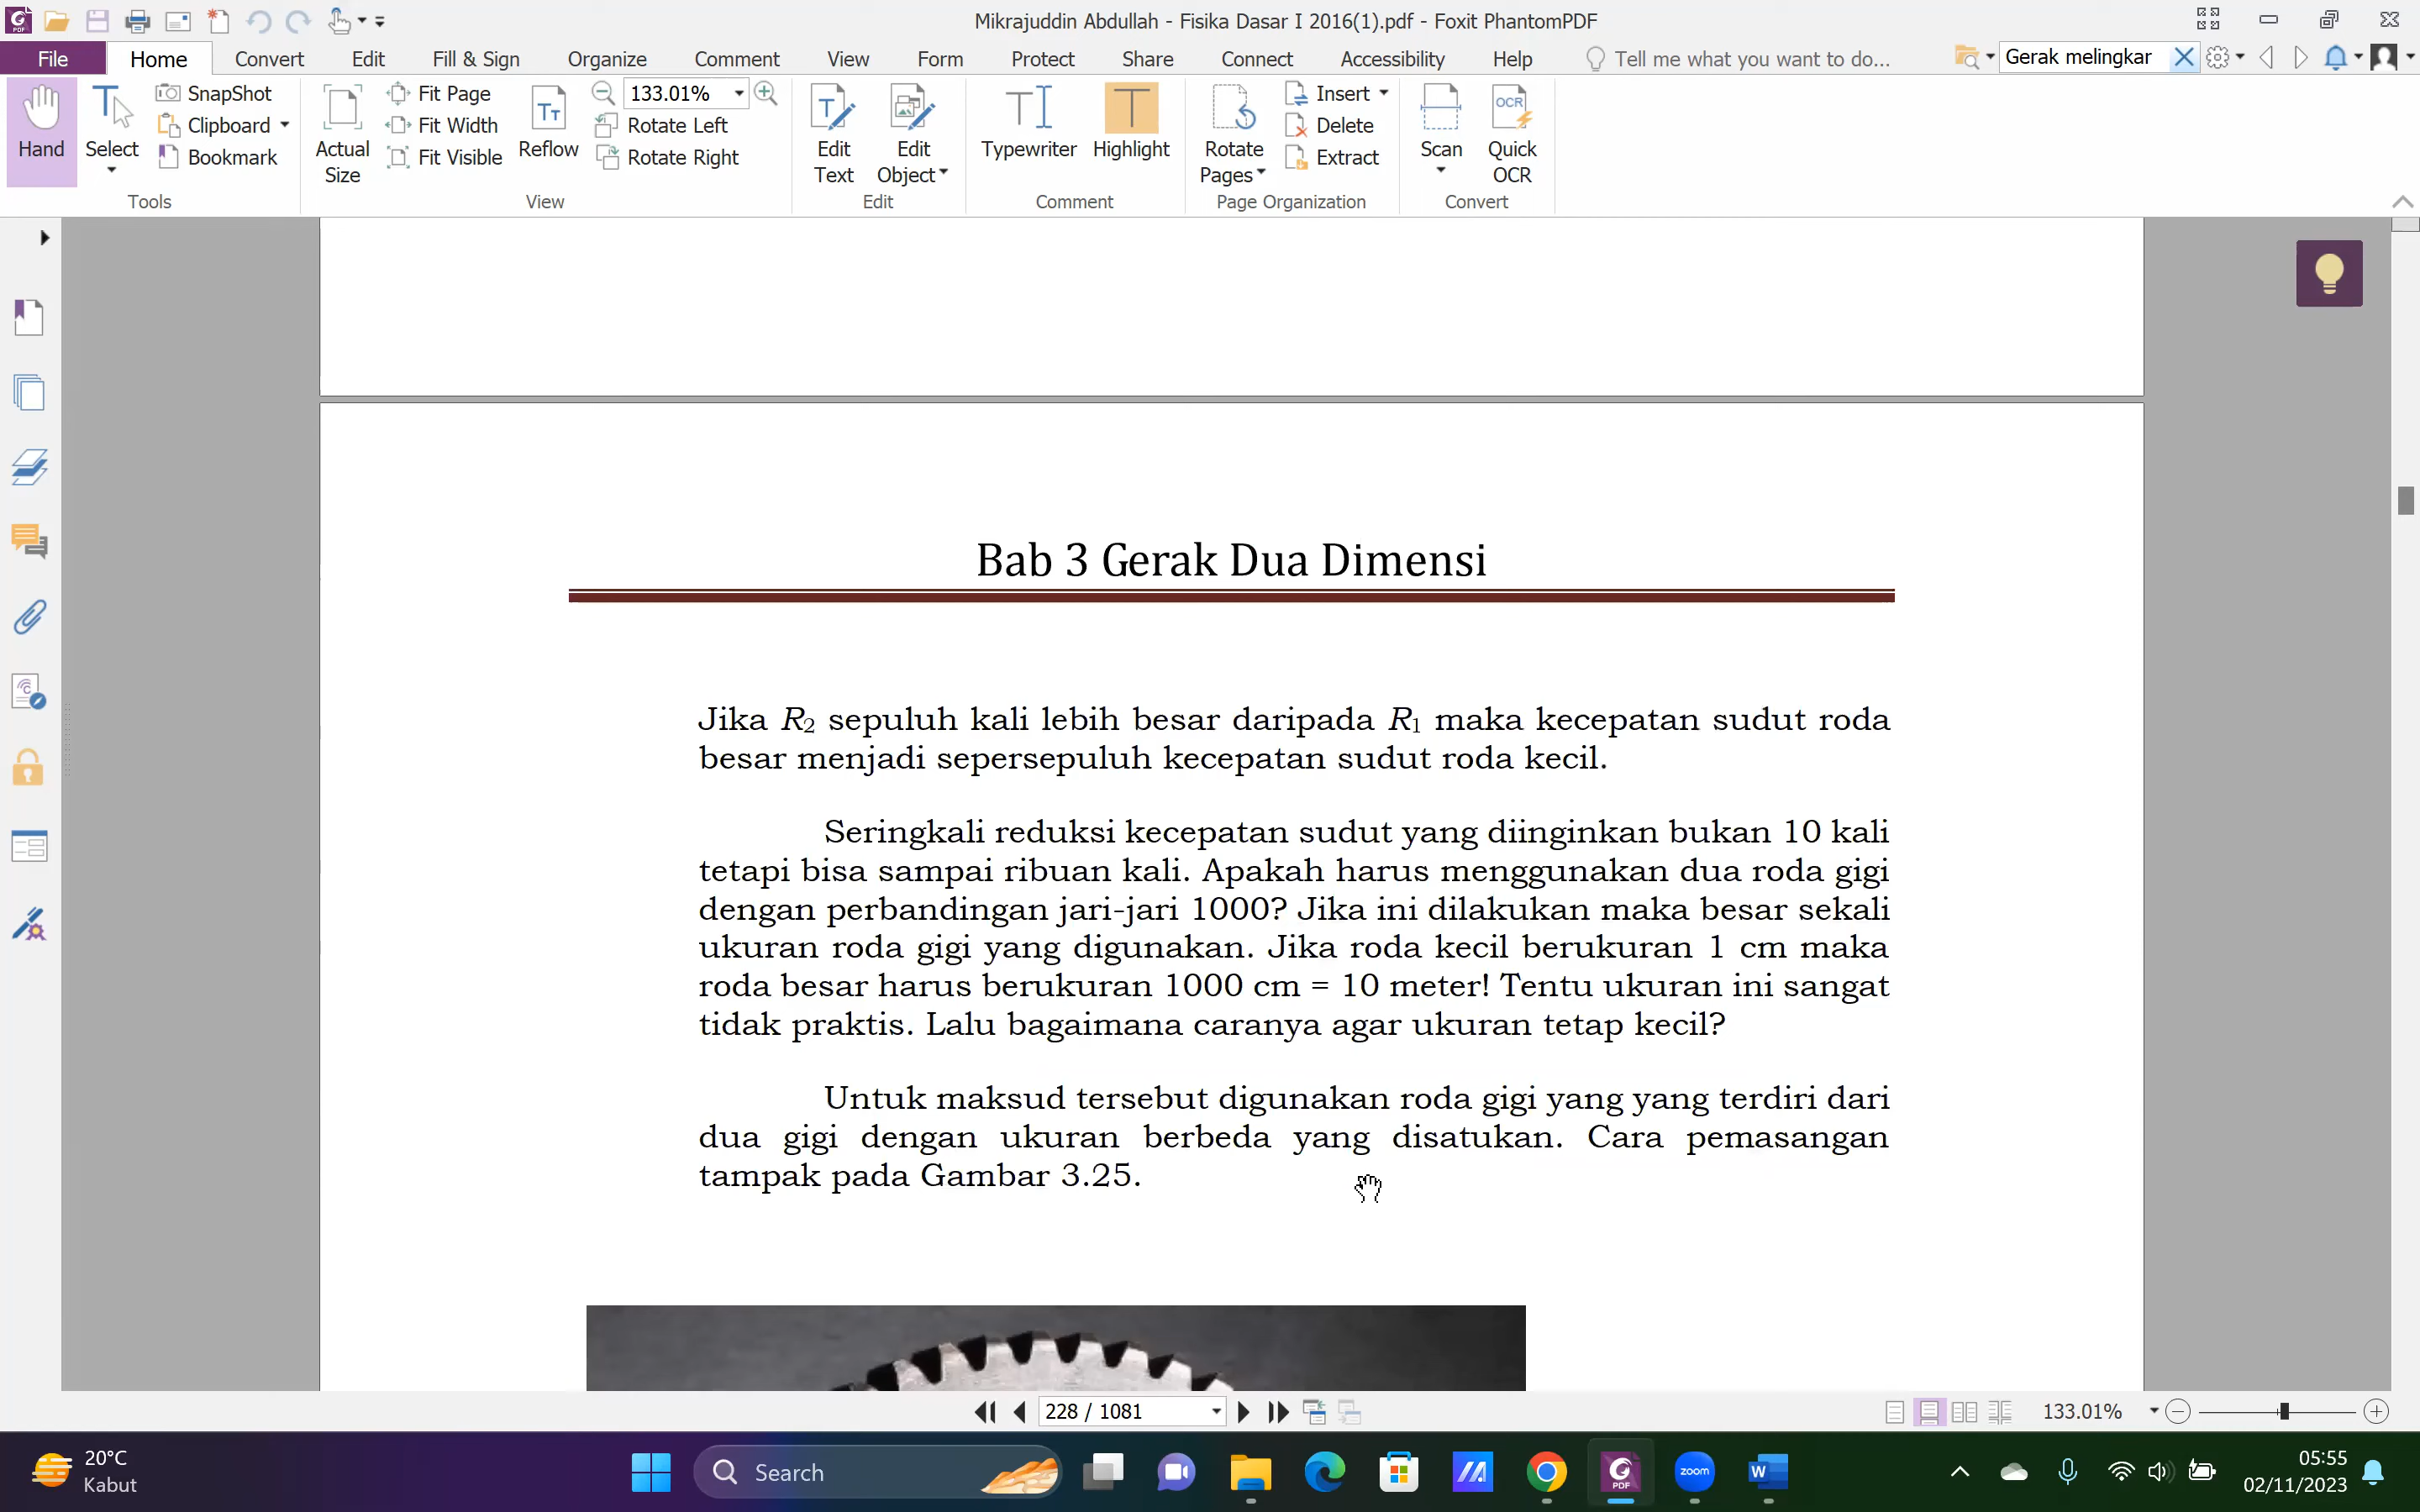 Mikrajuddin Abdullah - Fisika Dasar I 2016(1).pdf - Foxit PhantomPDF
File Home Convert Edit Fill & Sign Organize Comment View Form Protect Share Connect Accessibility Help Tell me what you want to do... Gerak melingkar
Hand
Select
SnapShot
Clipboard
Bookmark
Tools
Actual Size
Fit Page
Fit Width
Fit Visible
Reflow
133.01%
Rotate Left
Rotate Right
View
Edit Text
Edit Object
Edit
Typewriter
Highlight
Comment
Rotate Pages
Insert
Delete
Extract
Page Organization
Scan
OCR
Quick OCR
Convert
Bab 3 Gerak Dua Dimensi
Jika R2 sepuluh kali lebih besar daripada R1 maka kecepatan sudut roda
besar menjadi sepersepuluh kecepatan sudut roda kecil.
Seringkali reduksi kecepatan sudut yang diinginkan bukan 10 kali
tetapi bisa sampai ribuan kali. Apakah harus menggunakan dua roda gigi
dengan perbandingan jari-jari 1000? Jika ini dilakukan maka besar sekali
ukuran roda gigi yang digunakan. Jika roda kecil berukuran 1 cm maka
roda besar harus berukuran 1000 cm = 10 meter! Tentu ukuran ini sangat
tidak praktis. Lalu bagaimana caranya agar ukuran tetap kecil?
Untuk maksud tersebut digunakan roda gigi yang yang terdiri dari
dua gigi dengan ukuran berbeda yang disatukan. Cara pemasangan
tampak pada Gambar 3.25.
228 / 1081
133.01%
20°C
Kabut
Search
PDF
zoom
W
05:55
02/11/2023